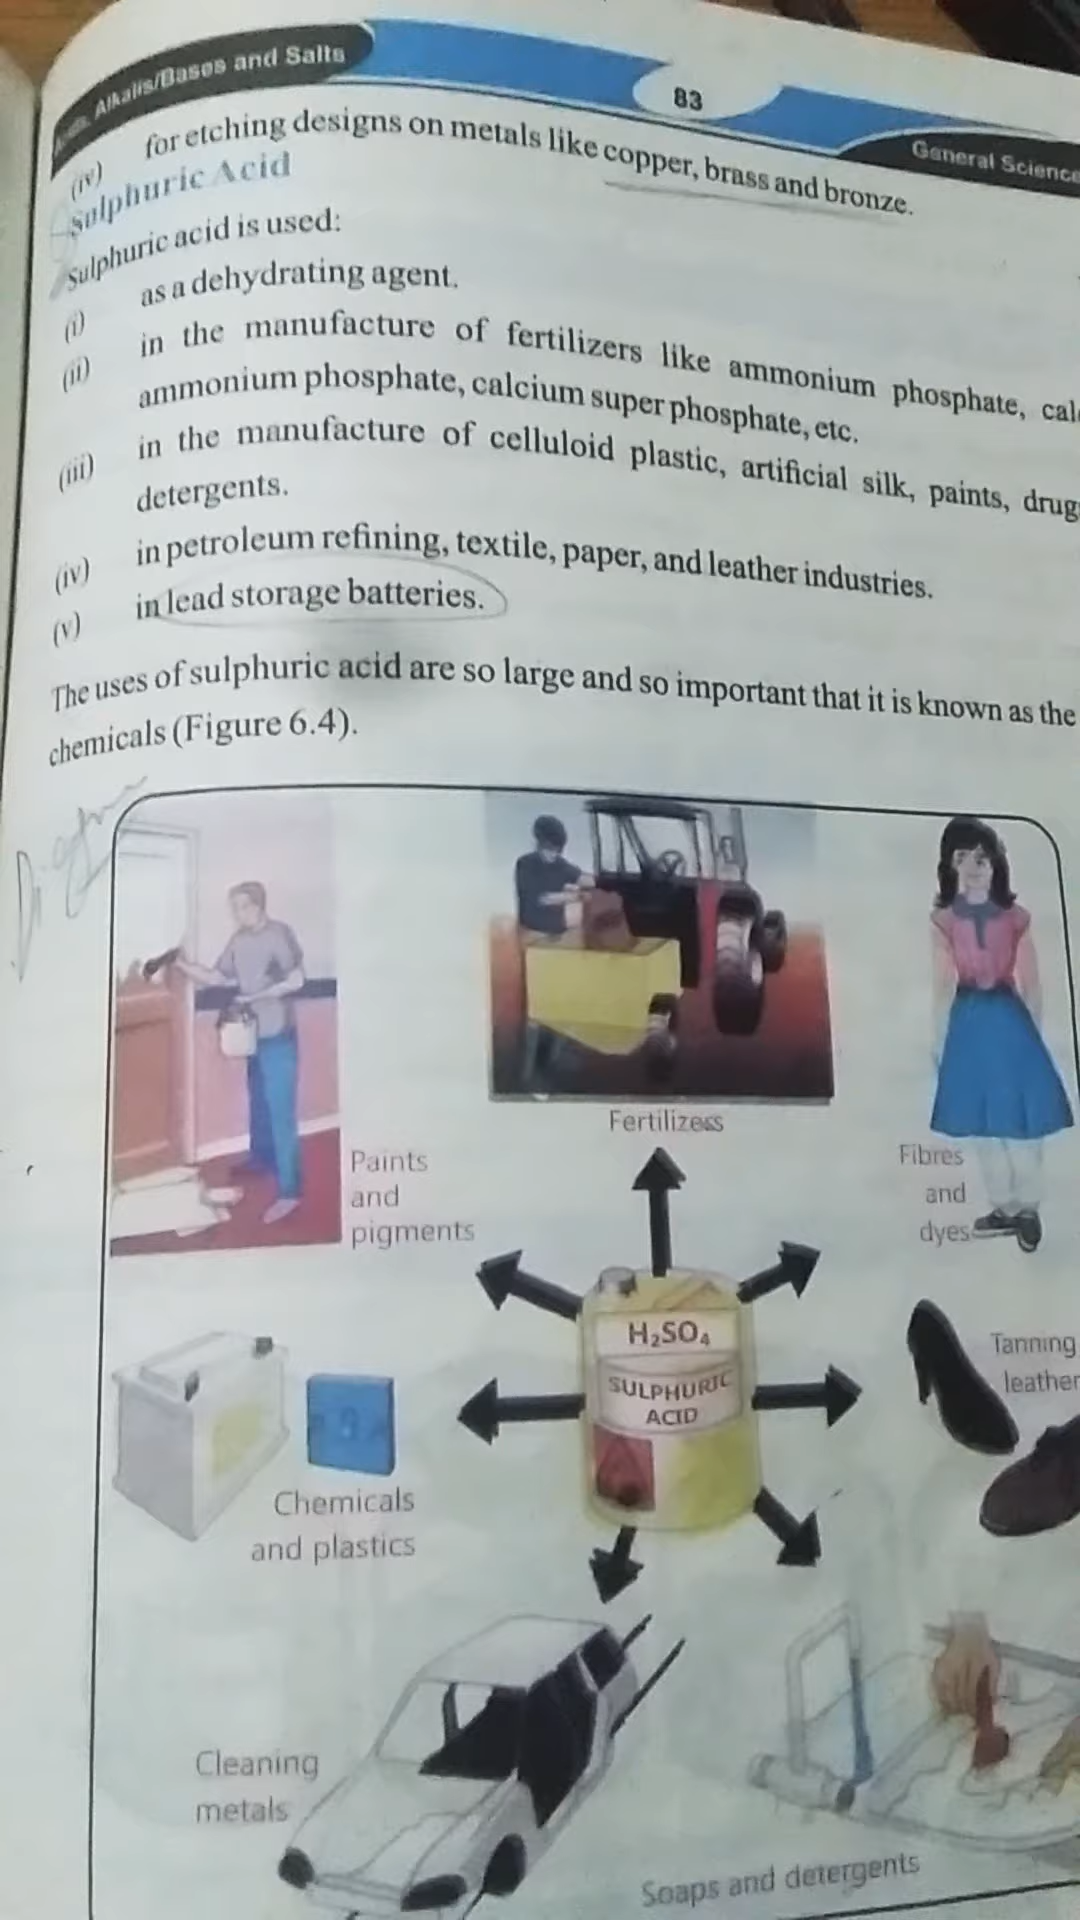 Alkalis/Bases and Salts
83
General Science
(iv) for etching designs on metals like copper, brass and bronze.
Sulphuric Acid
Sulphuric acid is used:
(i) as a dehydrating agent.
(ii) in the manufacture of fertilizers like ammonium phosphate,
ammonium phosphate, calcium super phosphate, etc.
(iii) in the manufacture of celluloid plastic, artificial silk, paints,
detergents.
(iv) in petroleum refining, textile, paper, and leather industries.
(v) in lead storage batteries.
The uses of sulphuric acid are so large and so important that it is known as the
chemicals (Figure 6.4).
Fertilizers
Paints
and
pigments
Fibres
and
dyes
H₂SO₄
SULPHURIC
ACID
Tanning
leather
Chemicals
and plastics
Cleaning
metals
Soaps and detergents